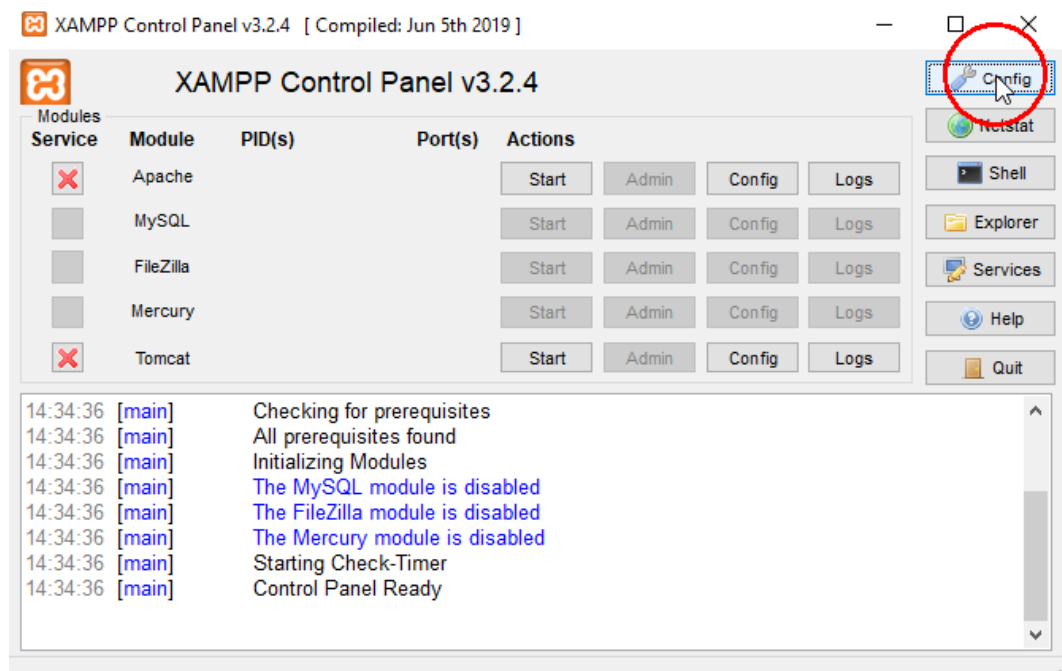 XAMPP Control Panel v3.2.4 [ Compiled: Jun 5th 2019 ]
XAMPP Control Panel v3.2.4
Config
Modules
Service Module PID(s) Port(s) Actions
Netstat
Apache Start Admin Config Logs
Shell
MySQL Start Admin Config Logs
Explorer
FileZilla Start Admin Config Logs
Services
Mercury Start Admin Config Logs
Help
Tomcat Start Admin Config Logs
Quit
14:34:36 [main] Checking for prerequisites
14:34:36 [main] All prerequisites found
14:34:36 [main] Initializing Modules
14:34:36 [main] The MySQL module is disabled
14:34:36 [main] The FileZilla module is disabled
14:34:36 [main] The Mercury module is disabled
14:34:36 [main] Starting Check-Timer
14:34:36 [main] Control Panel Ready